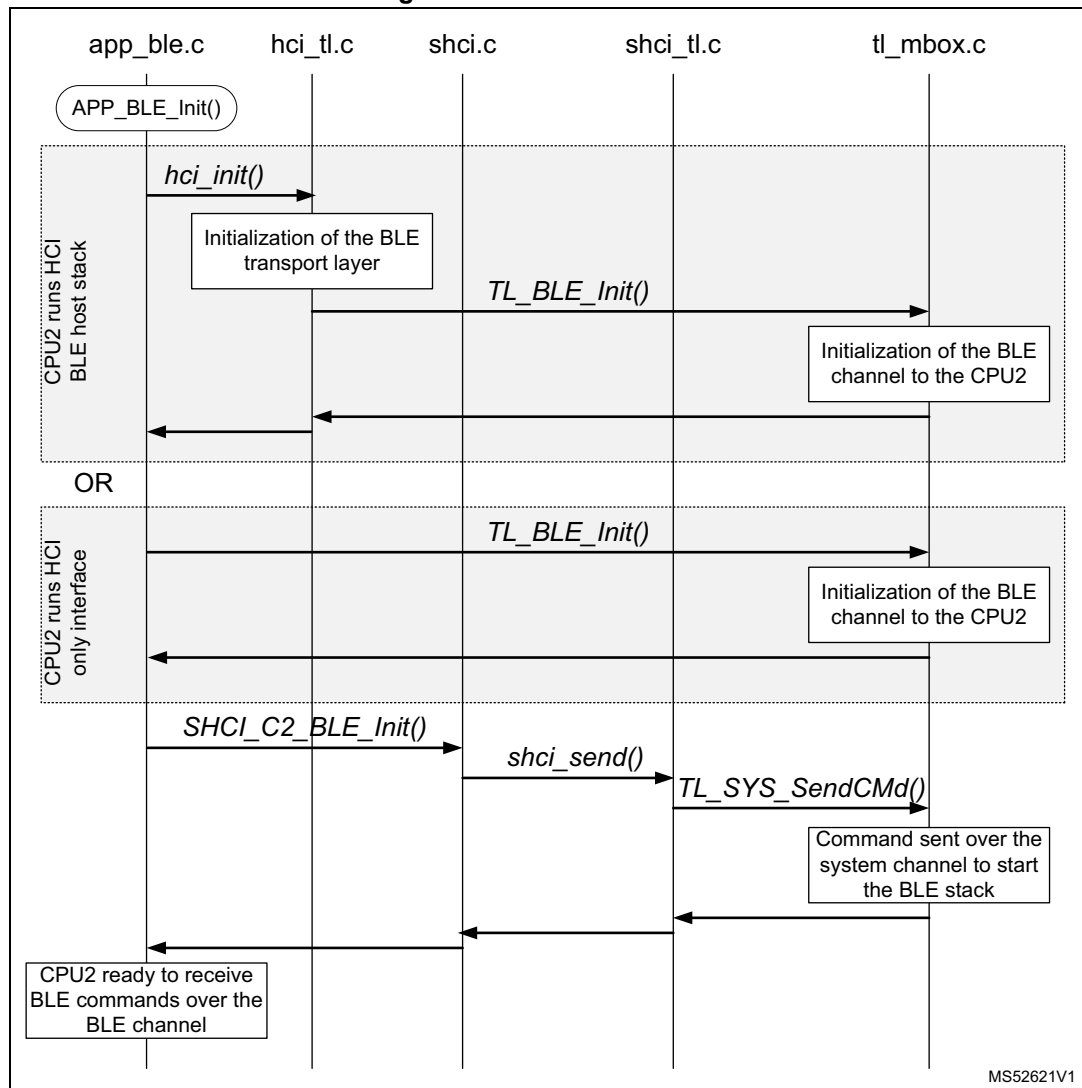 g
app_ble.c hci_tl.c shci.c shci_tl.c tl_mbox.c
APP_BLE_Init()
CPU2 runs HCI
BLE host stack
hci_init()
Initialization of the BLE
transport layer
TL_BLE_Init()
Initialization of the BLE
channel to the CPU2
OR
CPU2 runs HCI
only interface
TL_BLE_Init()
Initialization of the BLE
channel to the CPU2
SHCI_C2_BLE_Init()
shci_send()
TL_SYS_SendCMd()
Command sent over the
system channel to start
the BLE stack
CPU2 ready to receive
BLE commands over the
BLE channel
MS52621V1